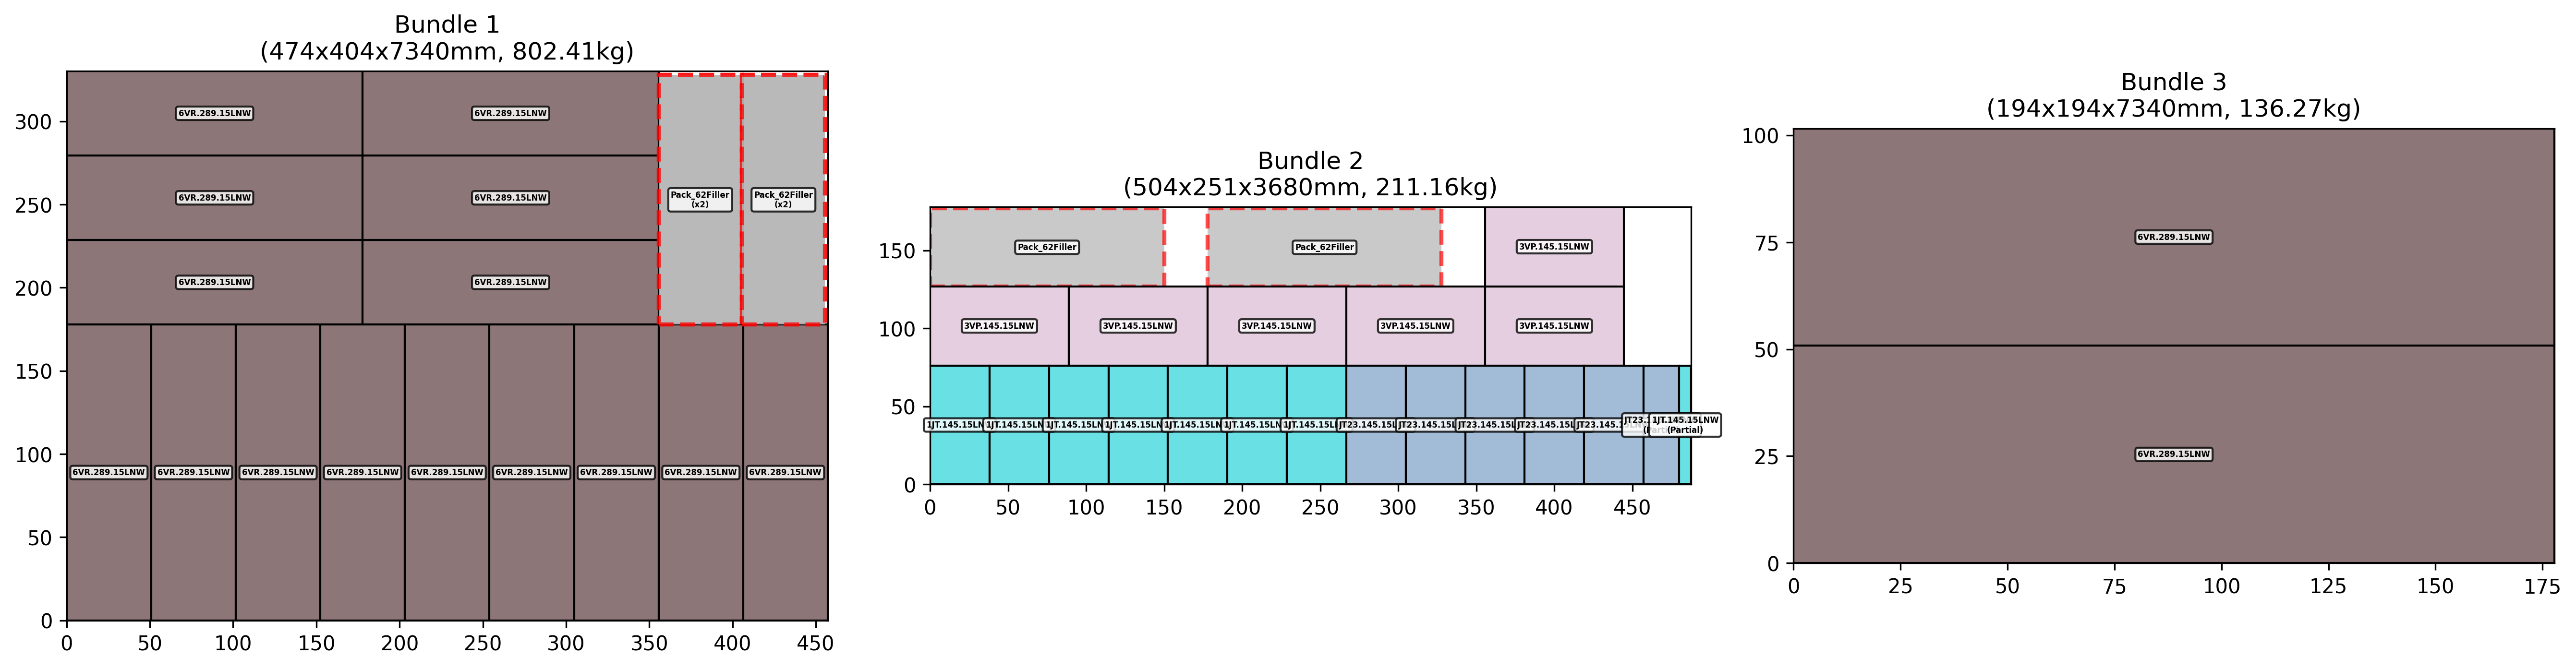 Bundle 1
(474x404x7340mm, 802.41kg)
300
250
200
150
100
50
0
0 50 100 150 200 250 300 350 400 450
6VR.289.15LNW 6VR.289.15LNW
6VR.289.15LNW 6VR.289.15LNW
6VR.289.15LNW 6VR.289.15LNW
Pack_62Filler
(x2)
Pack_62Filler
(x2)
6VR.289.15LNW 6VR.289.15LNW 6VR.289.15LNW 6VR.289.15LNW 6VR.289.15LNW 6VR.289.15LNW 6VR.289.15LNW 6VR.289.15LNW 6VR.289.15LNW
Bundle 2
(504x251x3680mm, 211.16kg)
150
100
50
0
0 50 100 150 200 250 300 350 400 450
Pack_62Filler Pack_62Filler 3VP.145.15LNW
3VP.145.15LNW 3VP.145.15LNW 3VP.145.15LNW 3VP.145.15LNW 3VP.145.15LNW
1JT.145.15LN 1JT.145.15LN 1JT.145.15LN 1JT.145.15LN 1JT.145.15LN 1JT.145.15LN 1JT.145.15L JT23.145.15L JT23.145.15L JT23.145.15L JT23.145.15L JT23.145. JT23.
1JT.145.15LNW
(Partial)
Bundle 3
(194x194x7340mm, 136.27kg)
100
75
50
25
0
0 25 50 75 100 125 150 175
6VR.289.15LNW
6VR.289.15LNW